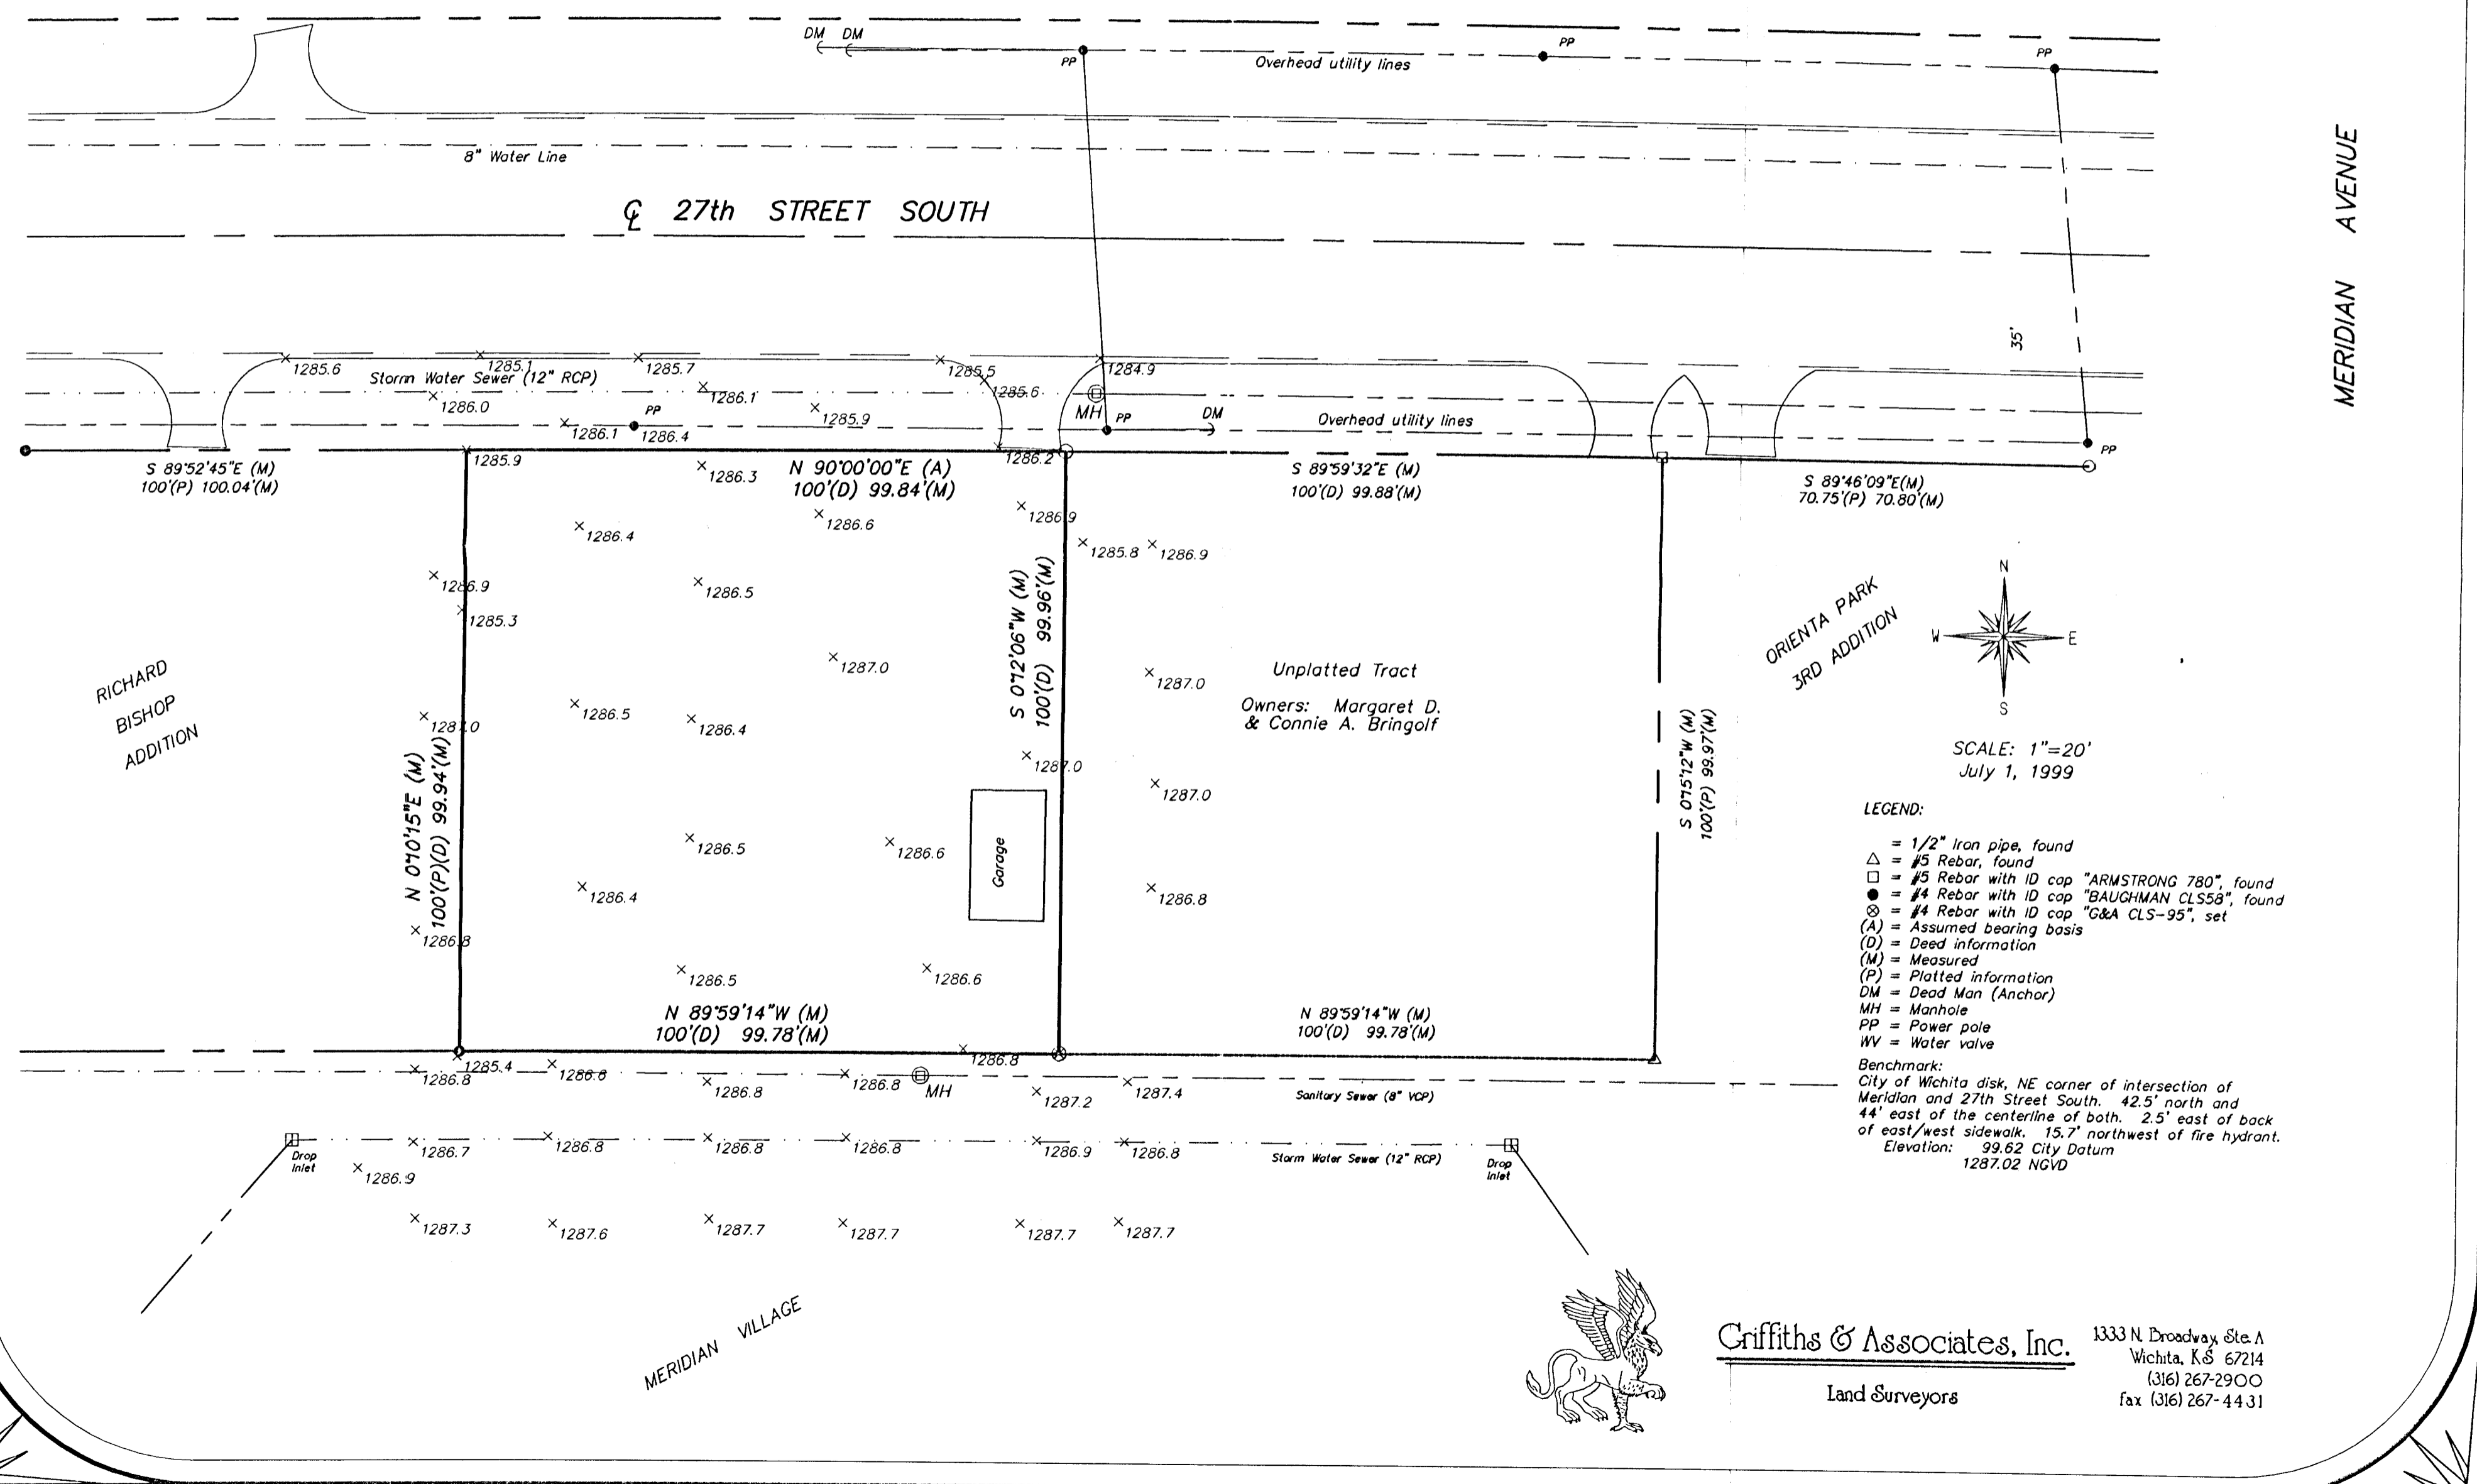 DM DM
PP
Overhead utility lines
PP
PP
8" Water Line
℄ 27th STREET SOUTH
MERIDIAN AVENUE
35'
1285.6
1285.1
1285.7
1285.5
1284.9
Storm Water Sewer (12" RCP)
1286.1
1285.6
1286.0
1285.9
MH
PP
DM
Overhead utility lines
PP
1286.1
1286.4
PP
1285.9
1286.2
S 89°52'45"E (M)
100'(P) 100.04'(M)
N 90°00'00"E (A)
100'(D) 99.84'(M)
S 89°59'32"E (M)
100'(D) 99.88'(M)
S 89°46'09"E(M)
70.75'(P) 70.80'(M)
1286.3
1286.6
1286.9
1286.4
1285.8
1286.9
1286.9
1286.5
1285.3
S 0°12'06"W (M)
100'(D) 99.96'(M)
ORIENTA PARK
3RD ADDITION
N
W
E
S
RICHARD
BISHOP
ADDITION
1287.0
1287.0
Unplatted Tract
Owners: Margaret D.
& Connie A. Bringolf
1286.5
1286.4
1287.0
N 0°10'15"E (M)
100'(P)(D) 99.94'(M)
1287.0
1287.0
S 0°15'12"W (M)
100'(P) 99.97'(M)
SCALE: 1"=20'
July 1, 1999
1286.5
1286.6
Garage
1286.4
1286.8
1286.8
1286.5
1286.6
N 89°59'14"W (M)
100'(D) 99.78'(M)
N 89°59'14"W (M)
100'(D) 99.78'(M)
LEGEND:
= 1/2" Iron pipe, found
△ = #5 Rebar, found
□ = #5 Rebar with ID cap "ARMSTRONG 780", found
● = #4 Rebar with ID cap "BAUGHMAN CLS58", found
⊗ = #4 Rebar with ID cap "G&A CLS-95", set
(A) = Assumed bearing basis
(D) = Deed information
(M) = Measured
(P) = Platted information
DM = Dead Man (Anchor)
MH = Manhole
PP = Power pole
WV = Water valve
Benchmark:
City of Wichita disk, NE corner of intersection of
Meridian and 27th Street South. 42.5' north and
44' east of the centerline of both. 2.5' east of back
of east/west sidewalk. 15.7' northwest of fire hydrant.
Elevation: 99.62 City Datum
1287.02 NGVD
1286.8
1285.4
1286.8
1286.8
1286.8
1286.8
MH
1287.2
1287.4
Sanitary Sewer (8" VCP)
Drop
Inlet
1286.7
1286.8
1286.8
1286.8
1286.9
1286.8
Storm Water Sewer (12" RCP)
Drop
Inlet
1286.9
1287.3
1287.6
1287.7
1287.7
1287.7
1287.7
MERIDIAN VILLAGE
Griffiths & Associates, Inc.
Land Surveyors
1333 N. Broadway, Ste. A
Wichita, KS 67214
(316) 267-2900
fax (316) 267-4431